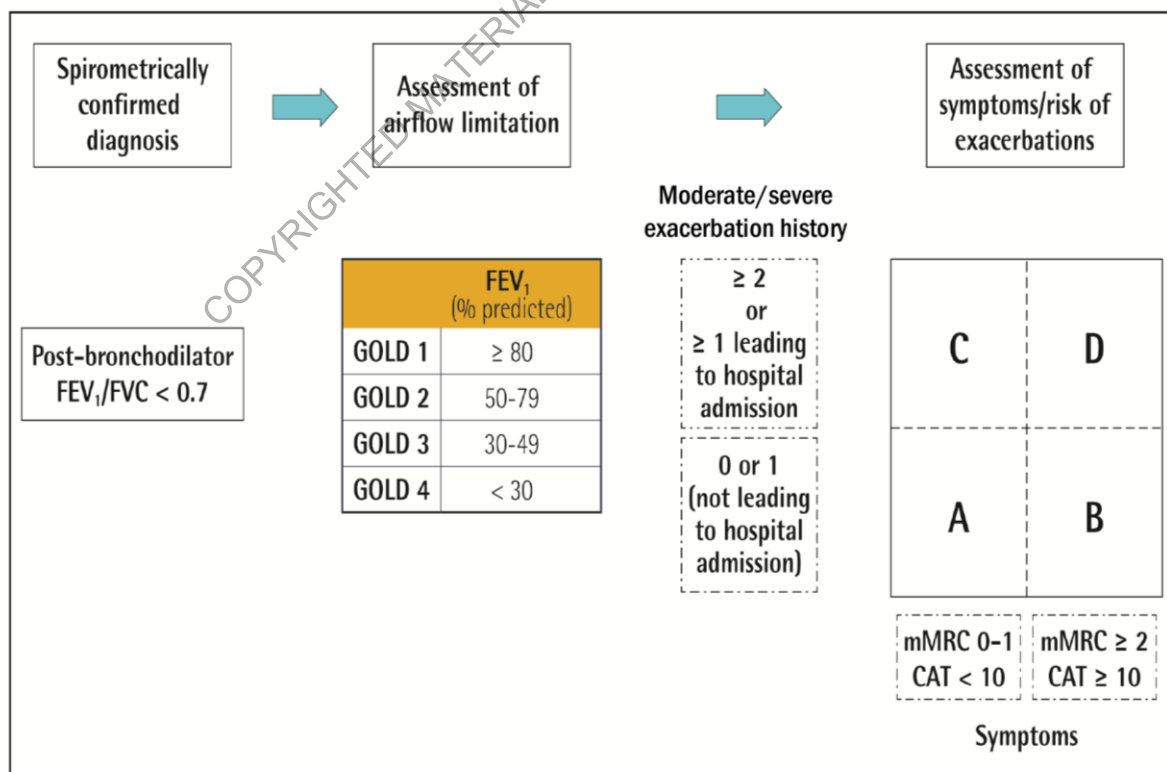 COPYRIGHTED MATERIAL
Spirometrically
confirmed
diagnosis
Assessment of
airflow limitation
Assessment of
symptoms/risk of
exacerbations
Moderate/severe
exacerbation history
Post-bronchodilator
FEV₁/FVC < 0.7
FEV₁
(% predicted)
GOLD 1 ≥ 80
GOLD 2 50-79
GOLD 3 30-49
GOLD 4 < 30
≥ 2
or
≥ 1 leading
to hospital
admission
0 or 1
(not leading
to hospital
admission)
C D
A B
mMRC 0-1
CAT < 10
mMRC ≥ 2
CAT ≥ 10
Symptoms